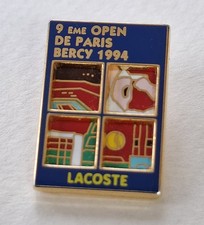 9 EME OPEN
DE PARIS
BERCY 1994
LACOSTE